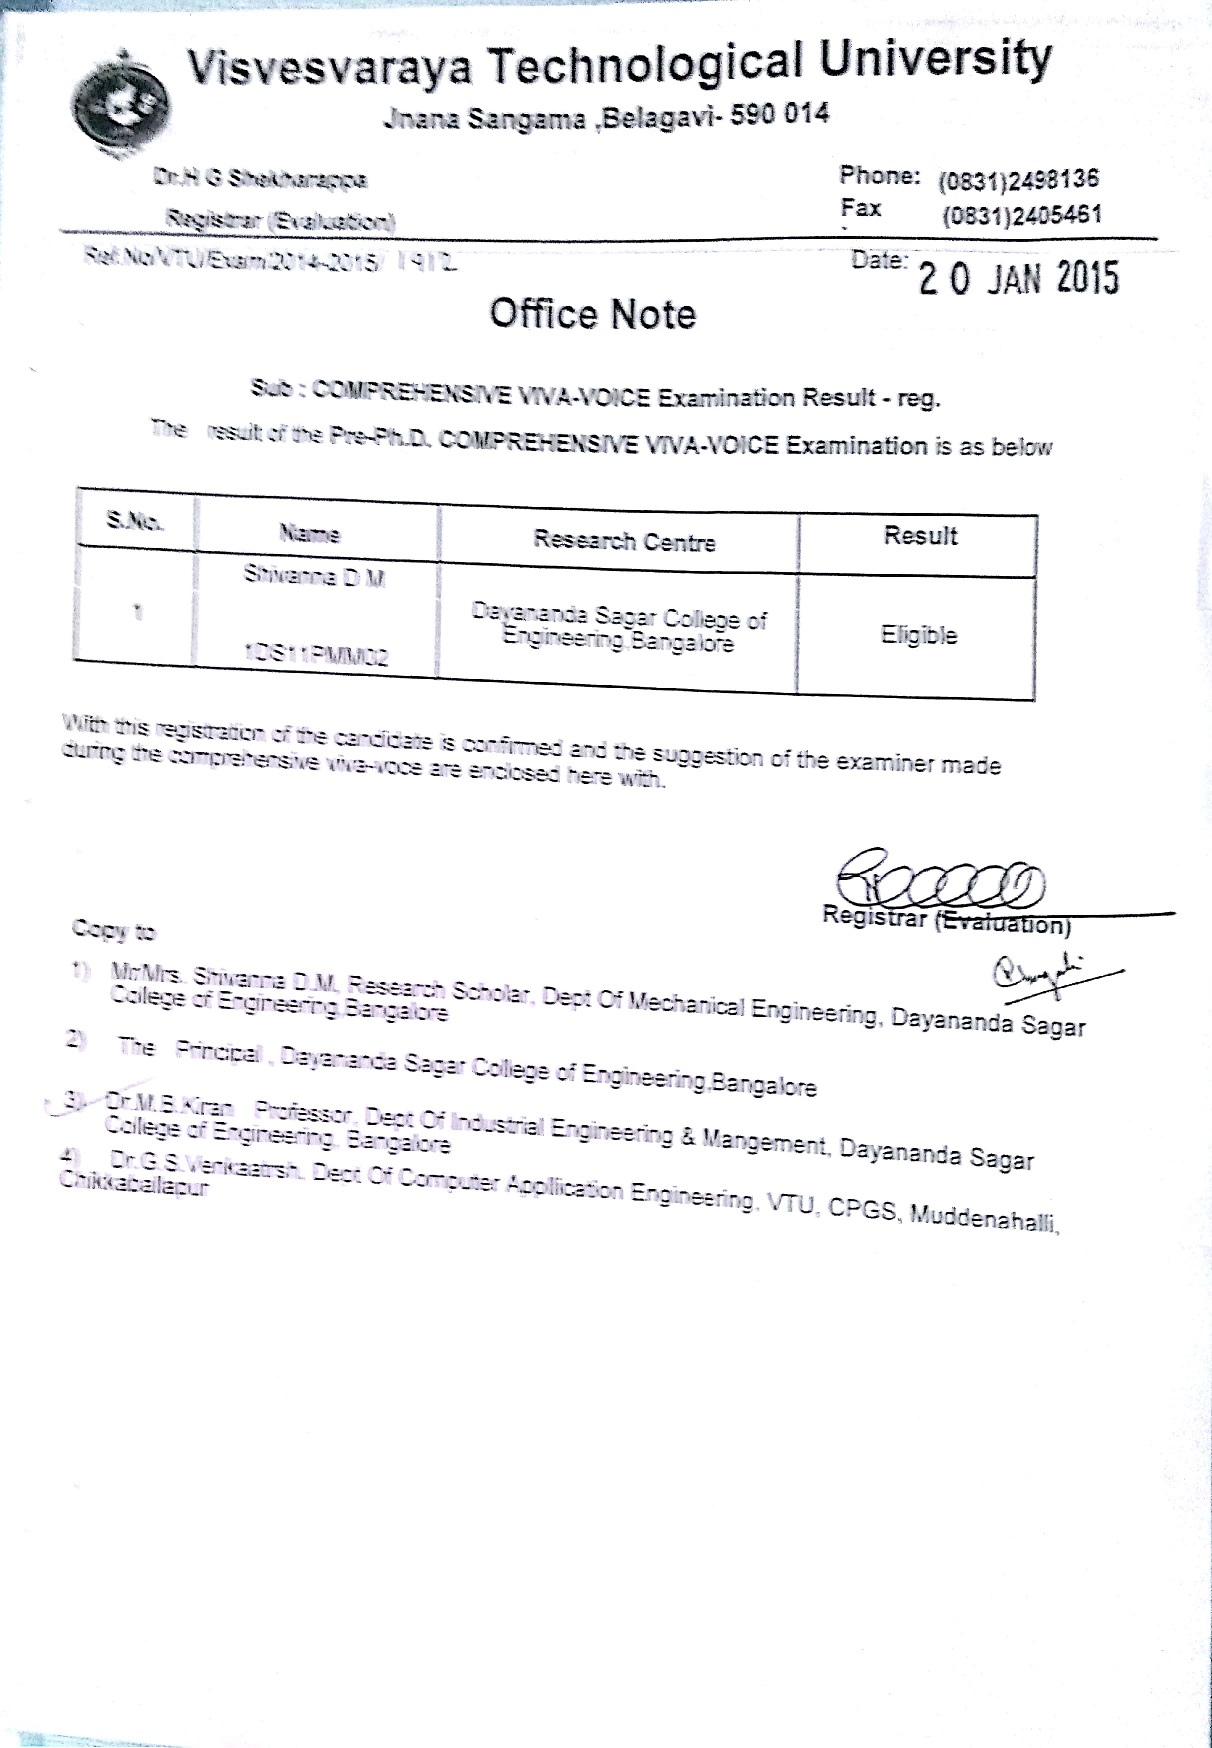 Visvesvaraya Technological University
Jnana Sangama ,Belagavi- 590 014
Dr.H G Shekharappa
Phone: (0831)2498136
Registrar (Evaluation)
Fax (0831)2405461
Ref.No/VTU/Exam/2014-2015/ 1912
Date: 20 JAN 2015
Office Note
Sub : COMPREHENSIVE VIVA-VOICE Examination Result - reg.
The result of the Pre-Ph.D. COMPREHENSIVE VIVA-VOICE Examination is as below
S.No. Name Research Centre Result
1 Shivanna D M Dayananda Sagar College of Engineering,Bangalore Eligible
1DS11PMM02
With this registration of the candidate is confirmed and the suggestion of the examiner made
during the comprehensive viva-voce are enclosed here with.
Registrar (Evaluation)
Copy to
1) Mr/Mrs. Shivanna D.M, Research Scholar, Dept Of Mechanical Engineering, Dayananda Sagar
College of Engineering,Bangalore
2) The Principal , Dayananda Sagar College of Engineering,Bangalore
3) Dr.M.B.Kiran Professor, Dept Of Industrial Engineering & Mangement, Dayananda Sagar
College of Engineering, Bangalore
4) Dr.G.S. Dept Of Computer Appllication Engineering, VTU, CPGS, Muddenahalli,
Chikkaballapur